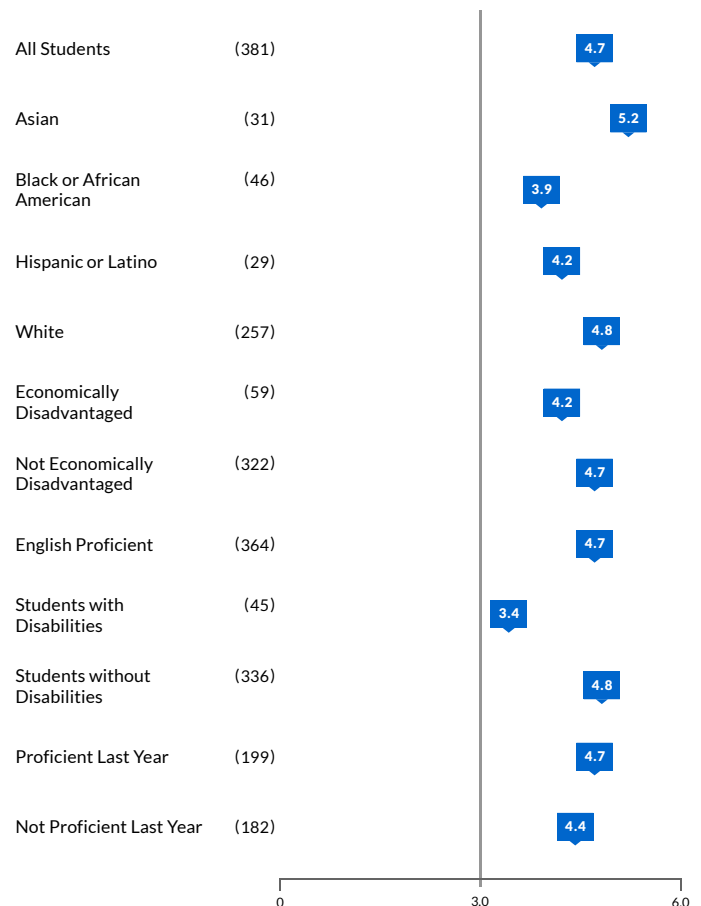 All Students (381) 4.7
Asian (31) 5.2
Black or African (46) 3.9
American
Hispanic or Latino (29) 4.2
White (257) 4.8
Economically (59) 4.2
Disadvantaged
Not Economically (322) 4.7
Disadvantaged
English Proficient (364) 4.7
Students with (45) 3.4
Disabilities
Students without (336) 4.8
Disabilities
Proficient Last Year (199) 4.7
Not Proficient Last Year (182) 4.4
0 3.0 6.0